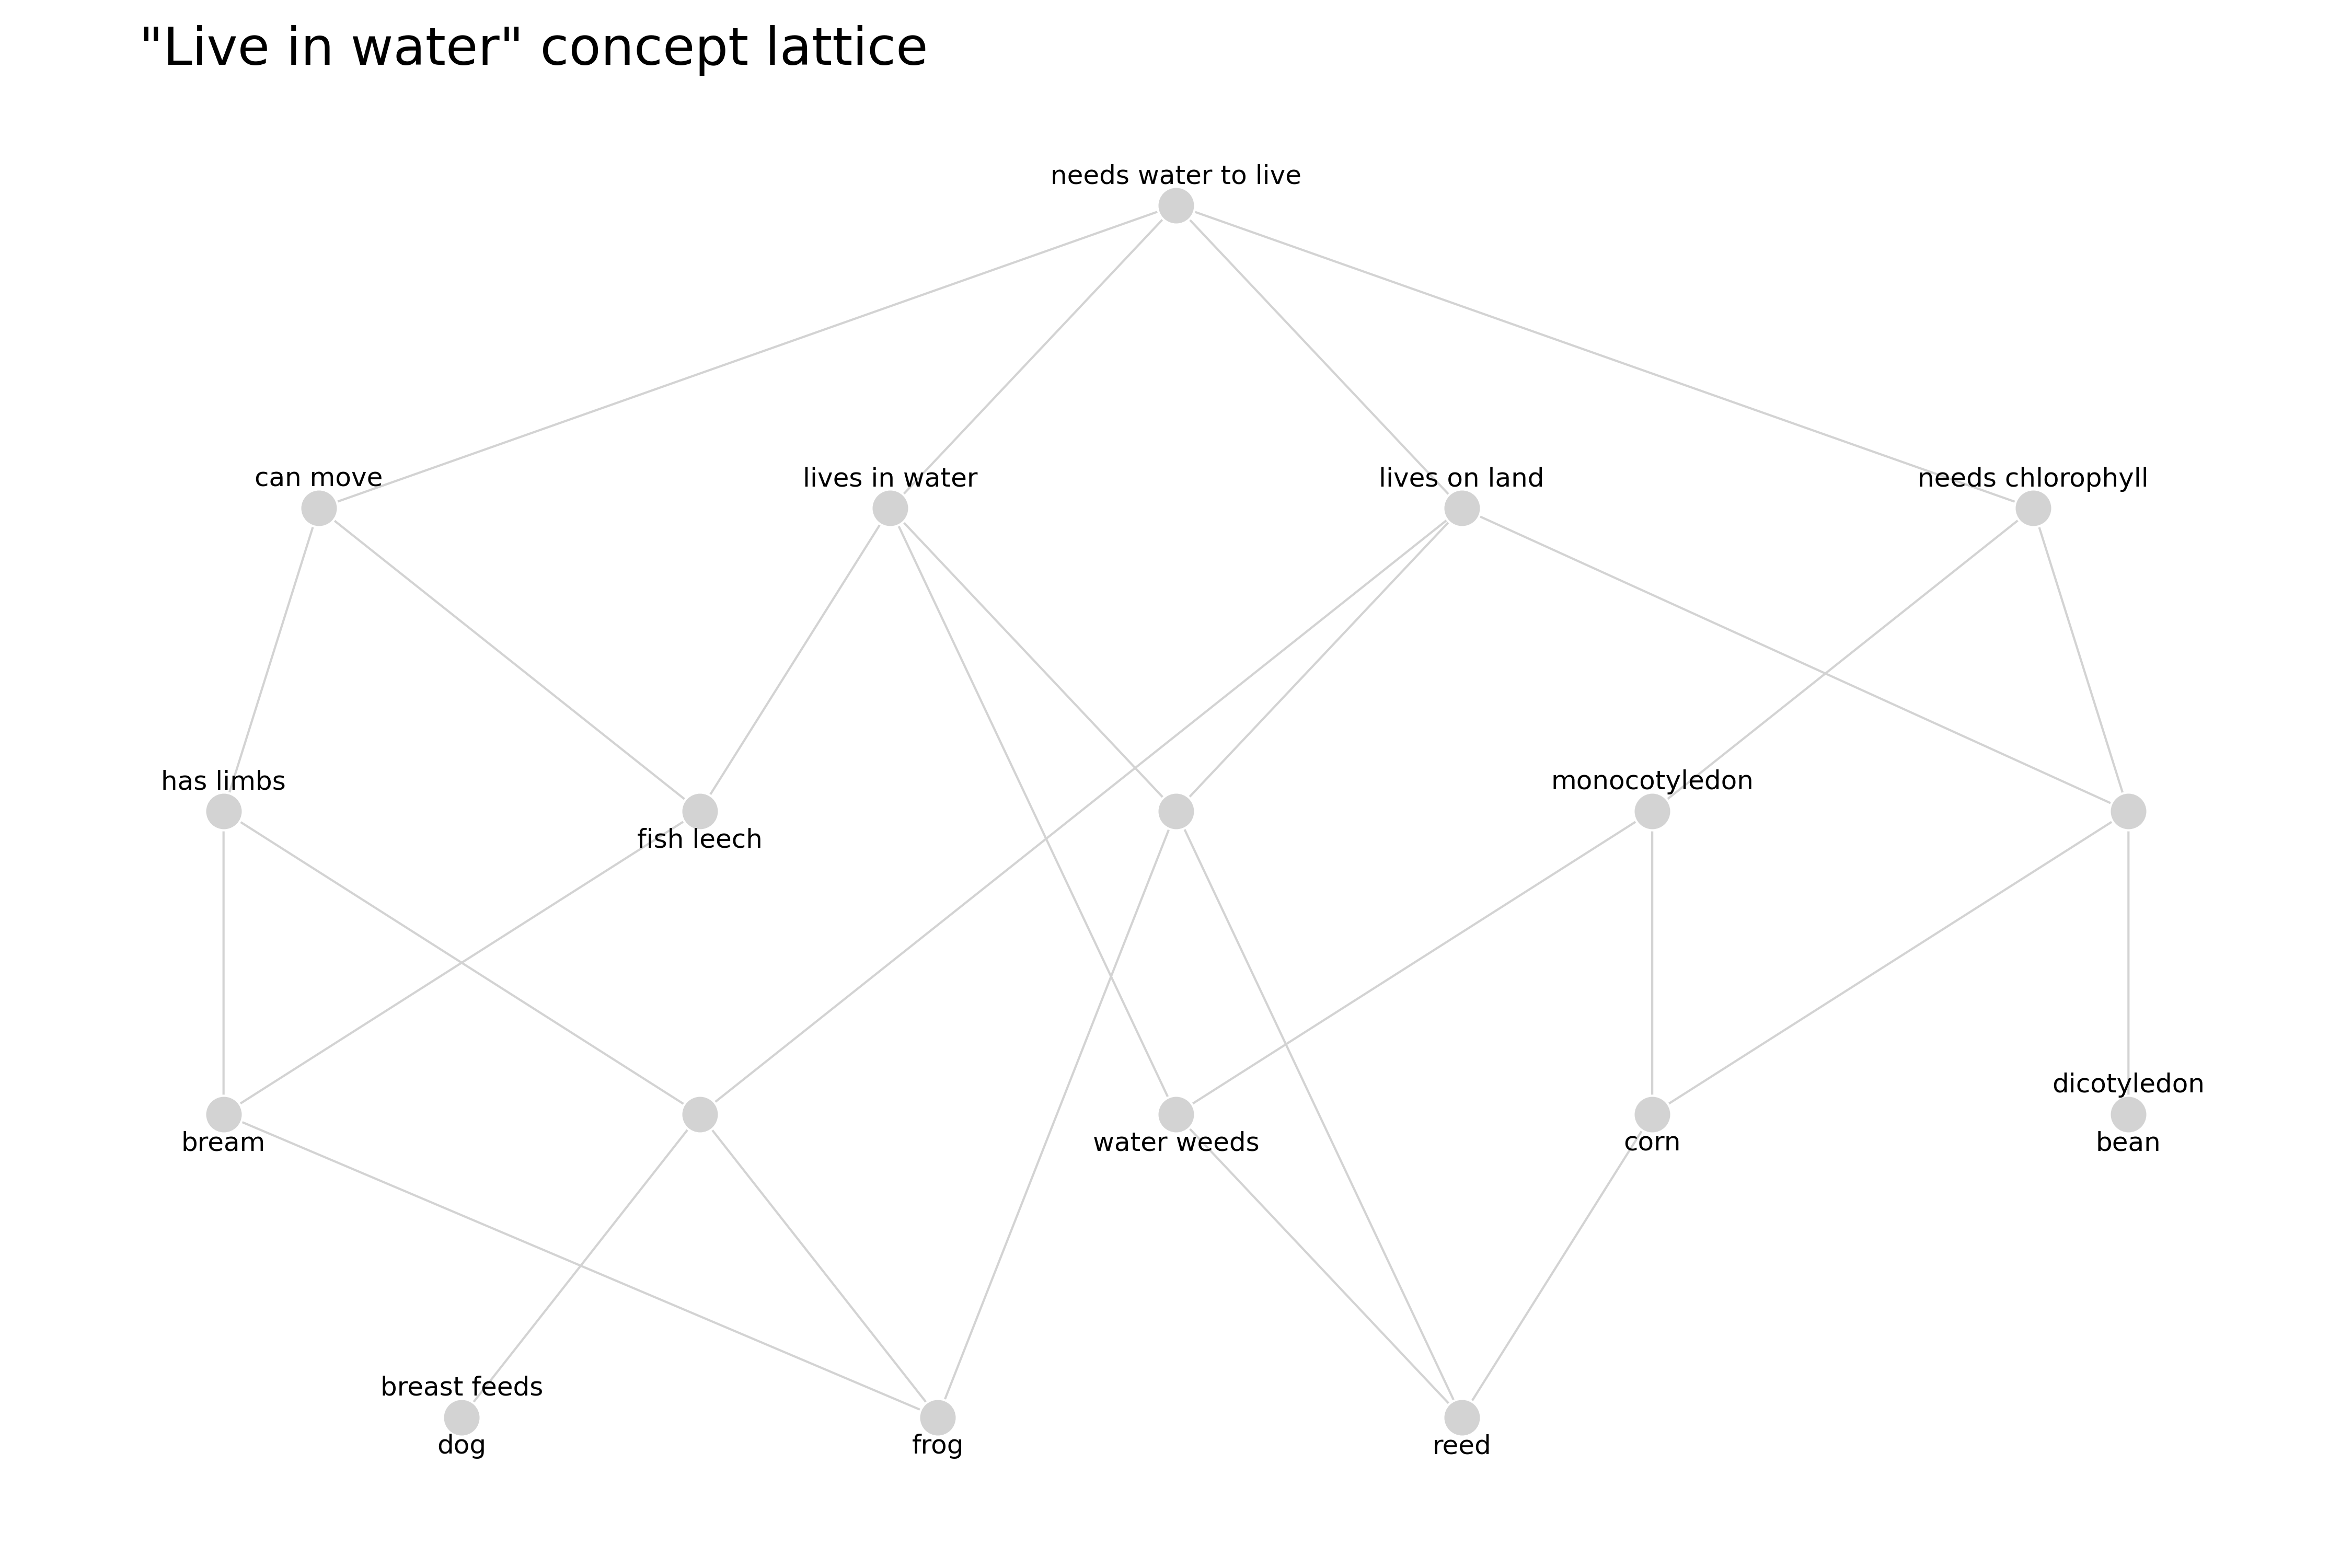 "Live in water" concept lattice
needs water to live
can move
lives in water
lives on land
needs chlorophyll
has limbs
monocotyledon
fish leech
dicotyledon
bream
water weeds
corn
bean
breast feeds
dog
frog
reed